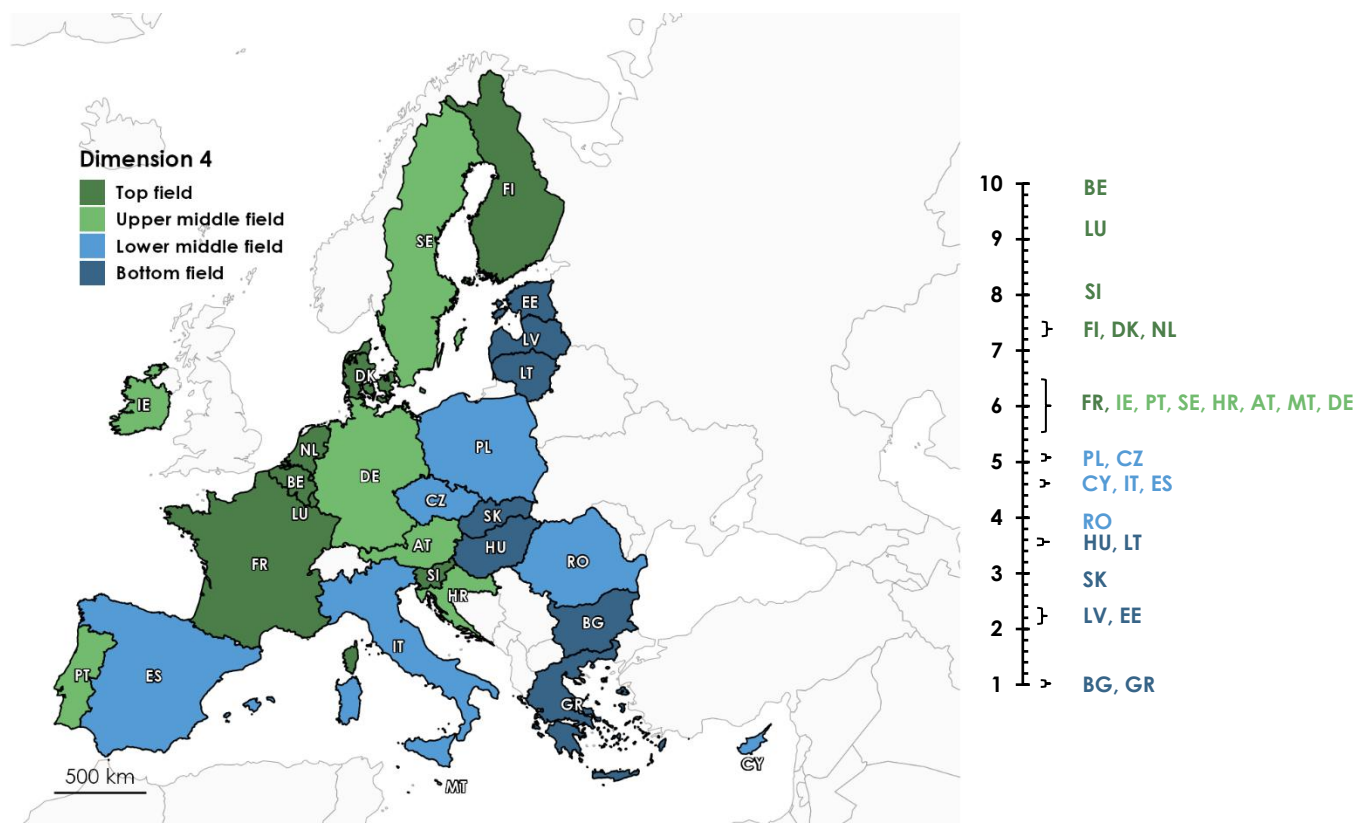 Dimension 4
Top field
Upper middle field
Lower middle field
Bottom field
FI
SE
EE
LV
LT
DK
IE
NL
PL
DE
BE
CZ
LU
SK
AT
HU
FR
SI
RO
HR
BG
IT
PT
ES
GR
CY
MT
500 km
10 BE
LU
9
8 SI
FI, DK, NL
7
6 FR, IE, PT, SE, HR, AT, MT, DE
5 PL, CZ
CY, IT, ES
4 RO
HU, LT
3 SK
LV, EE
2
1 BG, GR